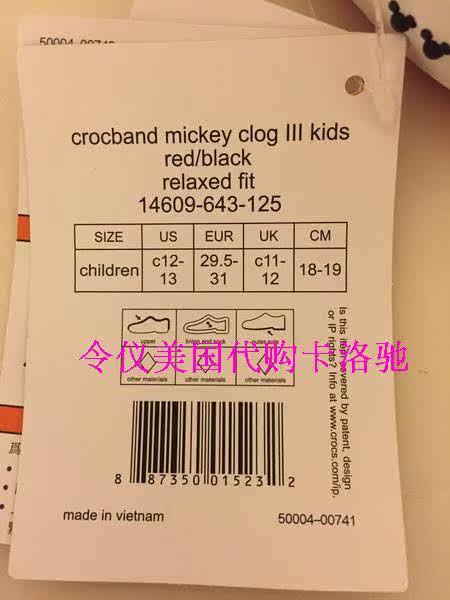 50004-00741
crocband mickey clog III kids
red/black
relaxed fit
14609-643-125
SIZE US EUR UK CM
children c12-13 29.5-31 c11-12 18-19
upper lining and sock outer sole
other materials other materials other materials
Is this item covered by patent, design
or IP rights? Info at www.crocs.com/ip.
令仪美国代购卡洛驰
8 87350 01523 2
made in vietnam
50004–00741